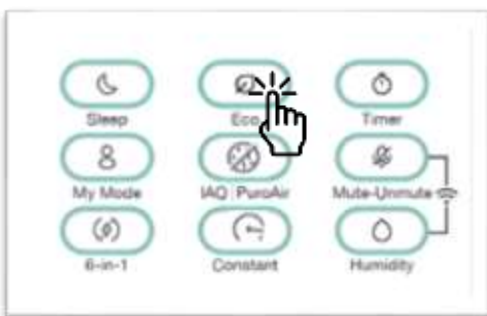 Sleep Eco Timer
My Mode IAQ | PuroAir Mute-Unmute
6-in-1 Constant Humidity